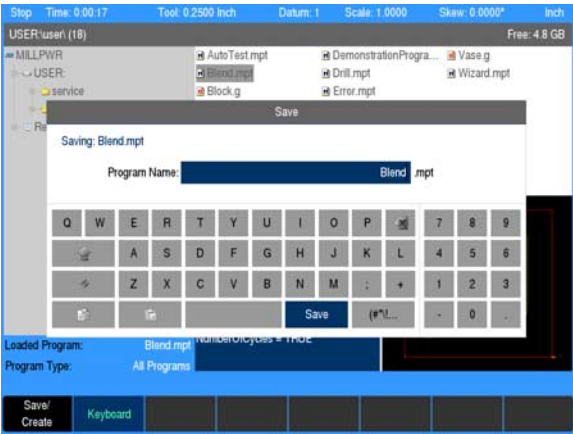 Stop Time: 0:00:17 Tool: 0.2500 Inch Datum: 1 Scale: 1.0000 Skew: 0.0000° Inch
USER:\user\ (18) Free: 4.8 GB
MILLPWR AutoTest.mpt DemonstrationProgra... Vase.g
USER: Blend.mpt Drill.mpt Wizard.mpt
service Block.g Error.mpt
Re
Save
Saving: Blend.mpt
Program Name: Blend .mpt
Q W E R T Y U I O P 7 8 9
A S D F G H J K L 4 5 6
Z X C V B N M ; + 1 2 3
Save (#"\!... - 0 .
NumberOfCycles = TRUE
Loaded Program: Blend.mpt
Program Type: All Programs
Save/ Keyboard
Create